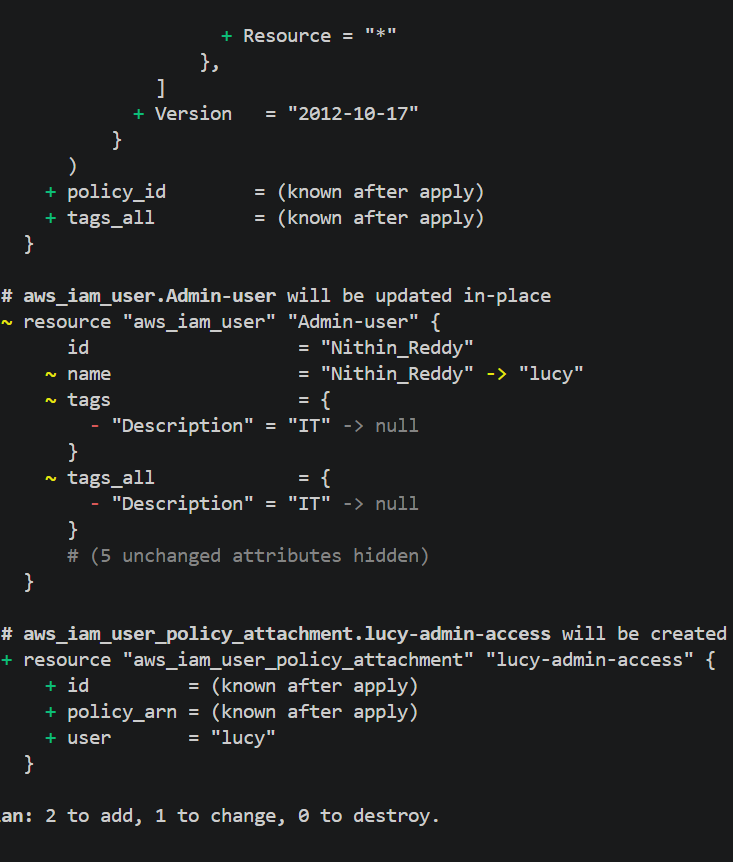 + Resource = "*"
},
]
+ Version   = "2012-10-17"
}
)
+ policy_id        = (known after apply)
+ tags_all         = (known after apply)
}
# aws_iam_user.Admin-user will be updated in-place
~ resource "aws_iam_user" "Admin-user" {
id                   = "Nithin_Reddy"
~ name                 = "Nithin_Reddy" -> "lucy"
~ tags                 = {
- "Description" = "IT" -> null
}
~ tags_all             = {
- "Description" = "IT" -> null
}
# (5 unchanged attributes hidden)
}
# aws_iam_user_policy_attachment.lucy-admin-access will be created
+ resource "aws_iam_user_policy_attachment" "lucy-admin-access" {
+ id         = (known after apply)
+ policy_arn = (known after apply)
+ user       = "lucy"
}
an: 2 to add, 1 to change, 0 to destroy.